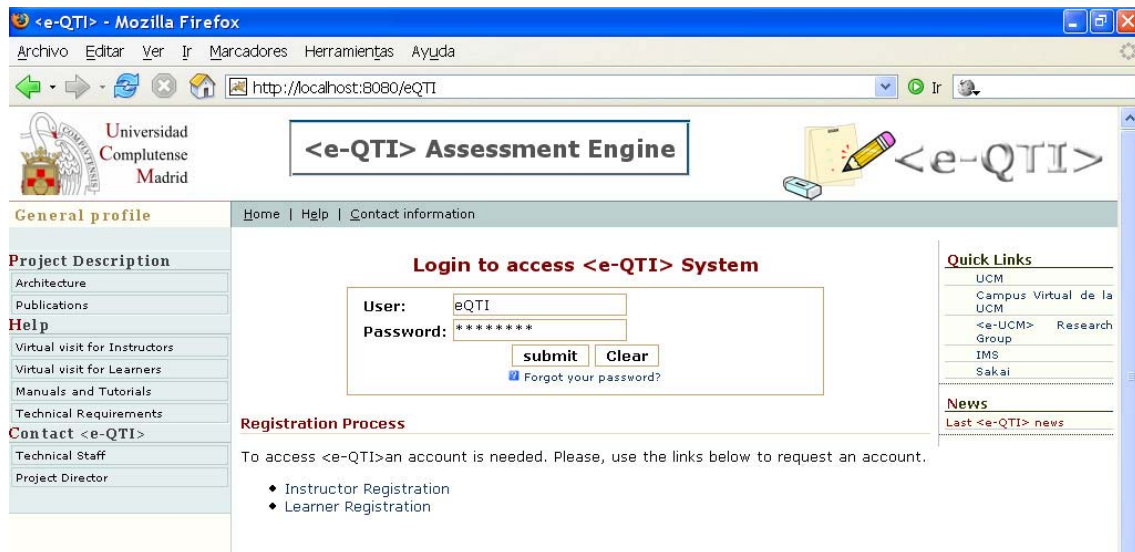 <e-QTI> - Mozilla Firefox
Archivo Editar Ver Ir Marcadores Herramientas Ayuda
http://localhost:8080/eQTI
Ir
Universidad
Complutense
Madrid
<e-QTI> Assessment Engine
<e-QTI>
General profile
Home | Help | Contact information
Project Description
Architecture
Publications
Help
Virtual visit for Instructors
Virtual visit for Learners
Manuals and Tutorials
Technical Requirements
Contact <e-QTI>
Technical Staff
Project Director
Login to access <e-QTI> System
User: eQTI
Password: ********
submit Clear
Forgot your password?
Registration Process
To access <e-QTI>an account is needed. Please, use the links below to request an account.
Instructor Registration
Learner Registration
Quick Links
UCM
Campus Virtual de la
UCM
<e-UCM> Research
Group
IMS
Sakai
News
Last <e-QTI> news